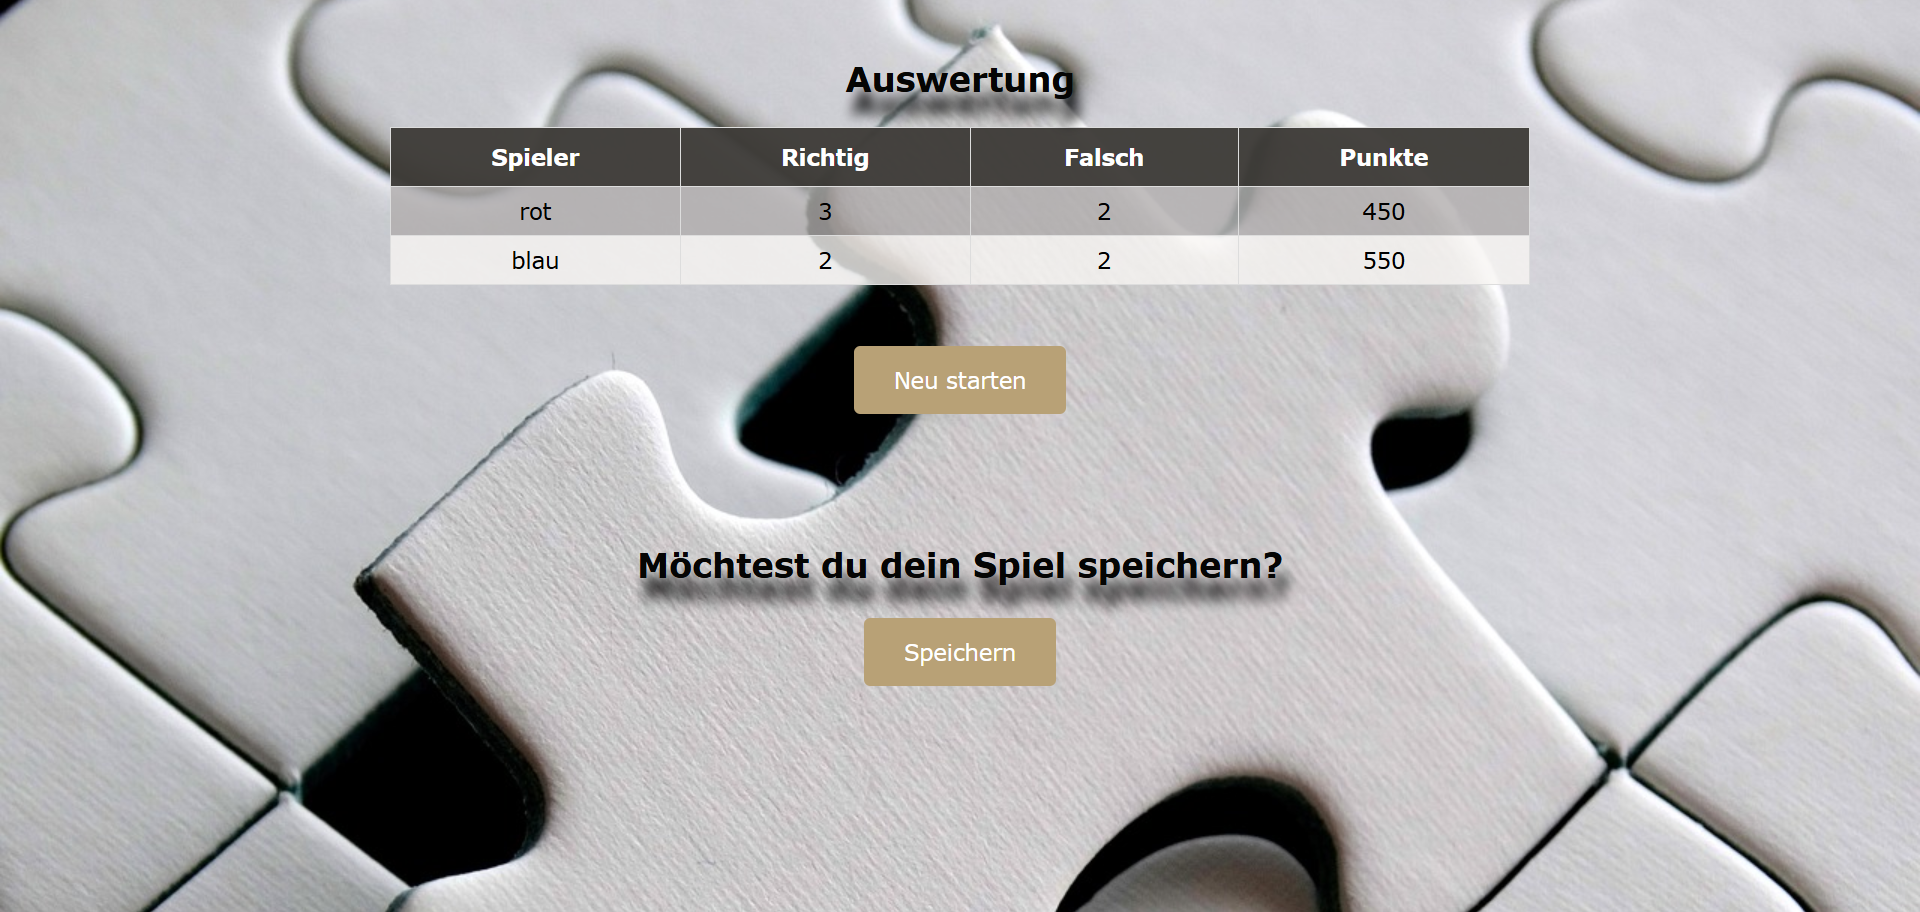 Auswertung
Spieler Richtig Falsch Punkte
rot 3 2 450
blau 2 2 550
Neu starten
Möchtest du dein Spiel speichern?
Speichern